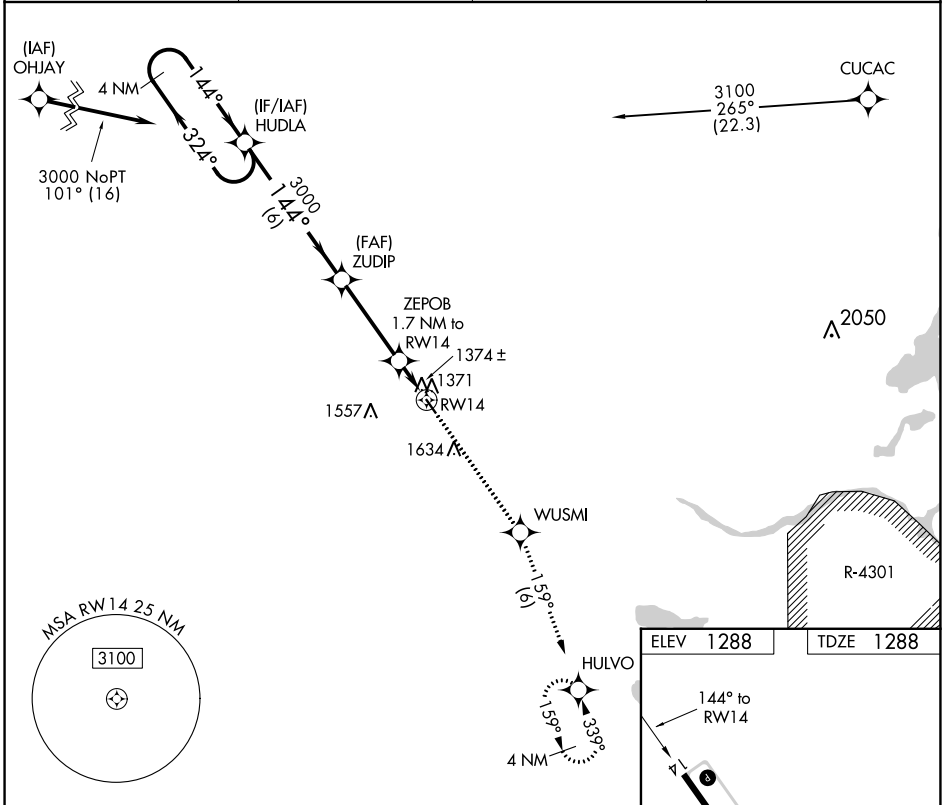 (IAF)
OHJAY
4 NM
144°
324°
(IF/IAF)
HUDLA
3000 NoPT
101° (16)
CUCAC
3100
265°
(22.3)
3000
144°
(6)
(FAF)
ZUDIP
ZEPOB
1.7 NM to
RW14
1374 ±
1371
RW14
1557
1634
2050
WUSMI
R-4301
159°
(6)
HULVO
159°
339°
4 NM
MSA RW14 25 NM
3100
ELEV 1288
TDZE 1288
144° to
RW14
14
P